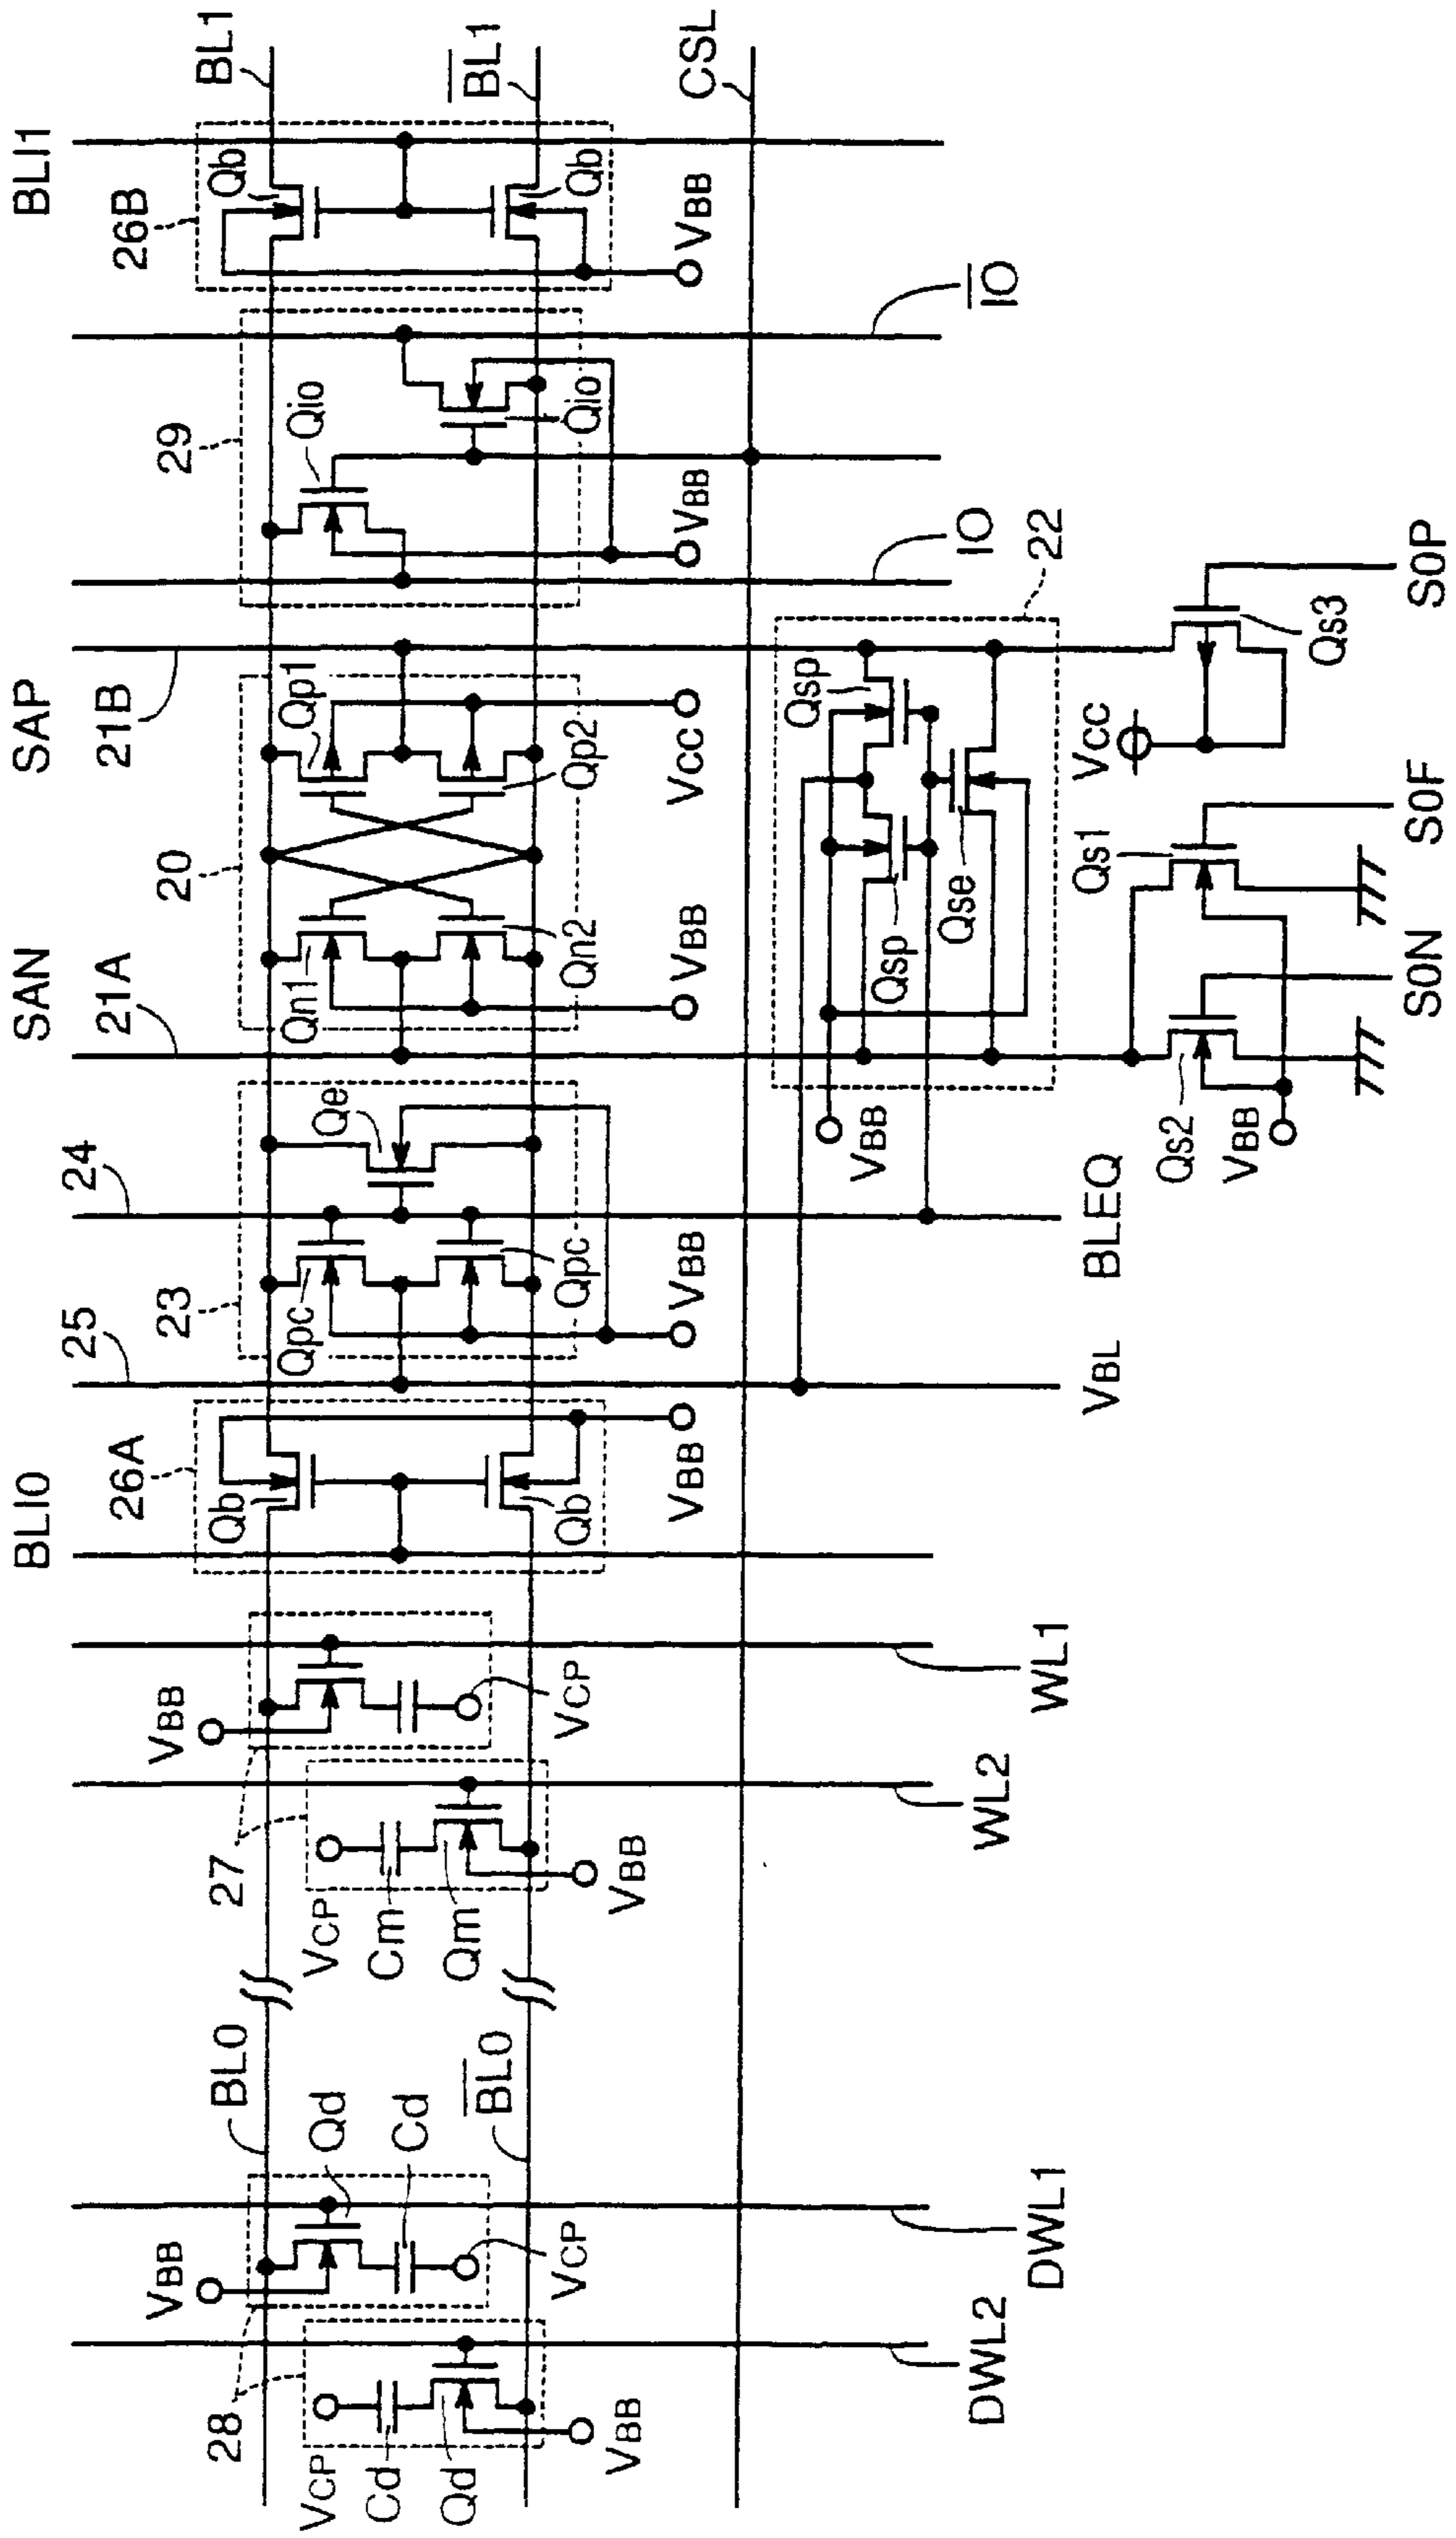 BLI0
SAN
SAP
BLI1
25
24
21A
21B
26A
23
20
29
26B
27
28
BL0
BL1
VBB
VBB
Qb
Qpc
Qe
Qn1
Qp1
Qio
Qb
Qd
Cd
VCP
VCP
VCP
Cd
Qd
VCP
Cm
Qm
Qb
Qpc
Qn2
Qp2
Qio
Qb
BL0
BL1
VBB
VBB
VBB
VBB
VBB
VCC
VBB
VBB
CSL
DWL2
DWL1
WL2
WL1
IO
IO
22
Qsp
Qsp
Qse
VBB
VBL
BLEQ
VCC
Qs1
Qs2
Qs3
VBB
S0N
S0F
S0P